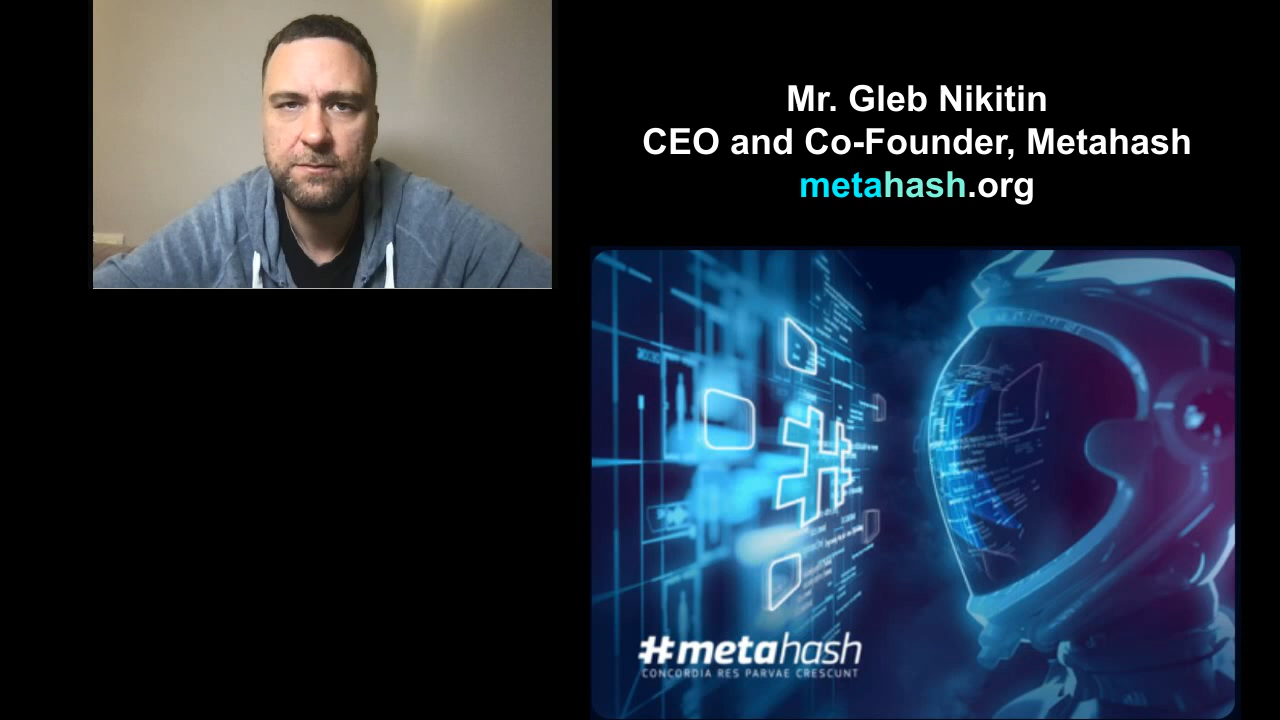 Mr. Gleb Nikitin
CEO and Co-Founder, Metahash
metahash.org
#metahash
CONCORDIA RES PARVAE CRESCUNT